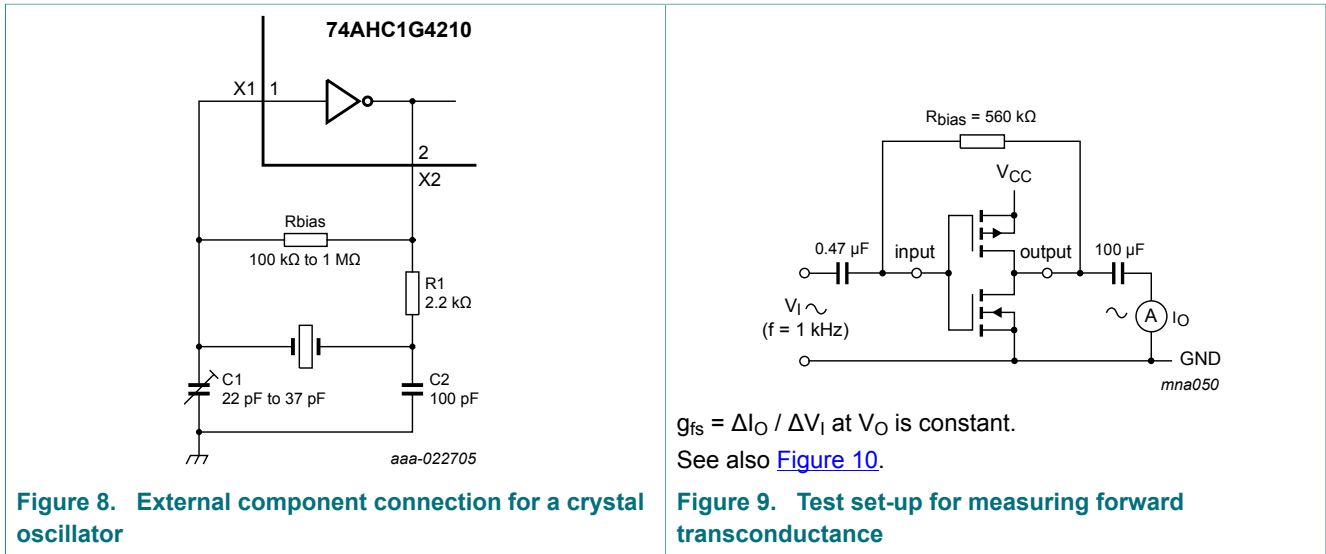 74AHC1G4210
X1
1
2
X2
Rbias
100 kΩ to 1 MΩ
R1
2.2 kΩ
C1
22 pF to 37 pF
C2
100 pF
aaa-022705
Figure 8. External component connection for a crystal
oscillator
Rbias = 560 kΩ
VCC
0.47 µF
input
output
100 µF
VI
(f = 1 kHz)
A
IO
GND
mna050
gfs = ΔIO / ΔVI at VO is constant.
See also Figure 10.
Figure 9. Test set-up for measuring forward
transconductance